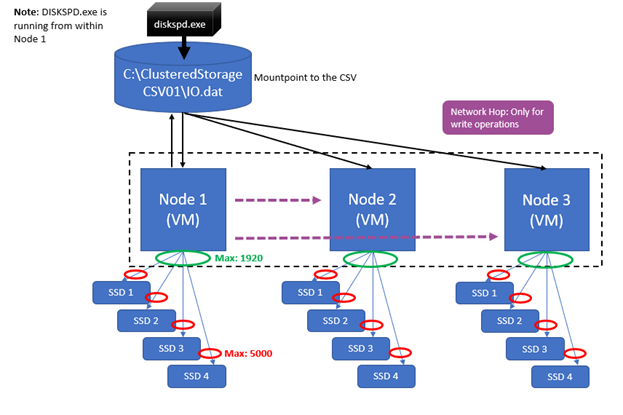 Note: DISKSPD.exe is
running from within
Node 1
diskspd.exe
C:\ClusteredStorage
CSV01\IO.dat
Mountpoint to the CSV
Network Hop: Only for
write operations
Node 1
(VM)
Node 2
(VM)
Node 3
(VM)
Max: 1920
SSD 1
SSD 2
SSD 3
SSD 4
Max: 5000
SSD 1
SSD 2
SSD 3
SSD 4
SSD 1
SSD 2
SSD 3
SSD 4